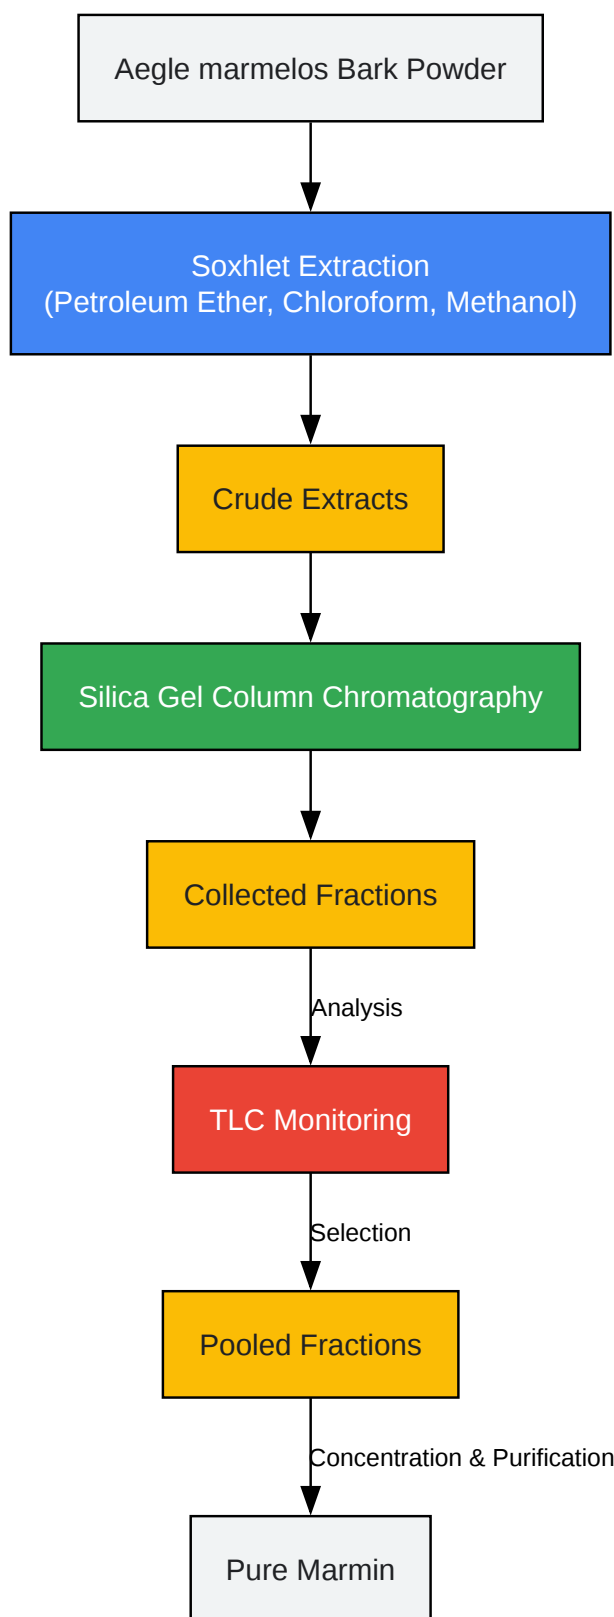 Aegle marmelos Bark Powder
Soxhlet Extraction
(Petroleum Ether, Chloroform, Methanol)
Crude Extracts
Silica Gel Column Chromatography
Collected Fractions
Analysis
TLC Monitoring
Selection
Pooled Fractions
Concentration & Purification
Pure Marmin